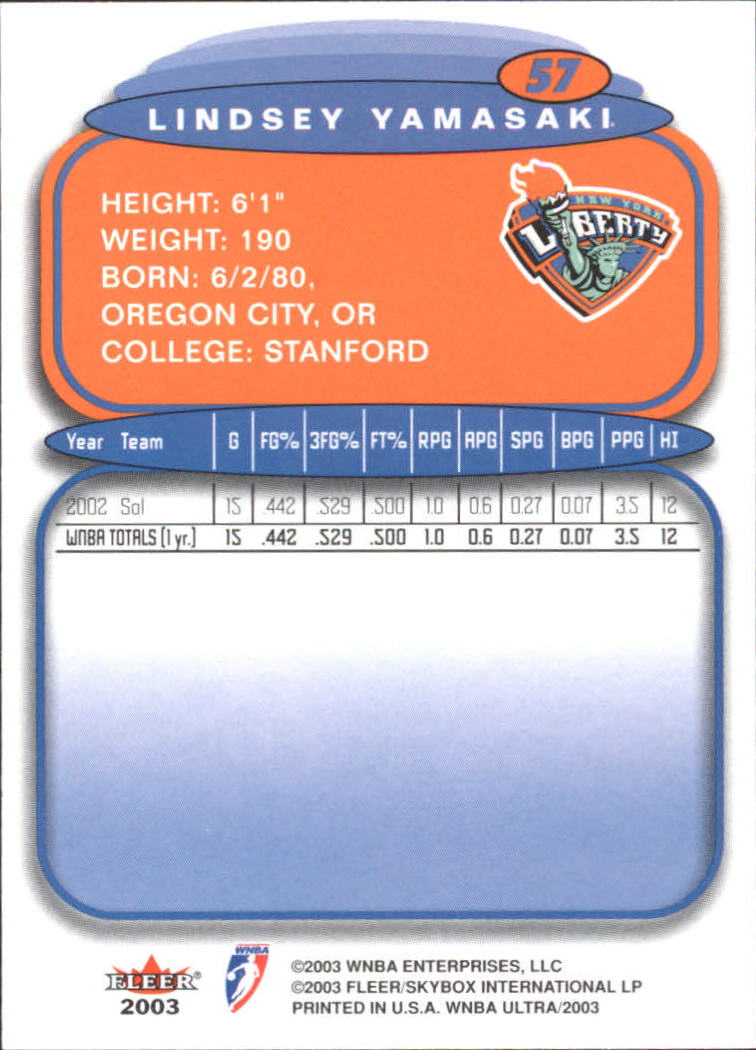 57
LINDSEY YAMASAKI
HEIGHT: 6'1"
WEIGHT: 190
BORN: 6/2/80,
OREGON CITY, OR
COLLEGE: STANFORD
NEW YORK
LIBERTY
Year Team G FG% 3FG% FT% RPG APG SPG BPG PPG HI
2002 Sol 15 .442 .529 .500 1.0 0.6 0.27 0.07 3.5 12
WNBA TOTALS (1 yr.) 15 .442 .529 .500 1.0 0.6 0.27 0.07 3.5 12
FLEER®
2003
WNBA
©2003 WNBA ENTERPRISES, LLC
©2003 FLEER/SKYBOX INTERNATIONAL LP
PRINTED IN U.S.A. WNBA ULTRA/2003